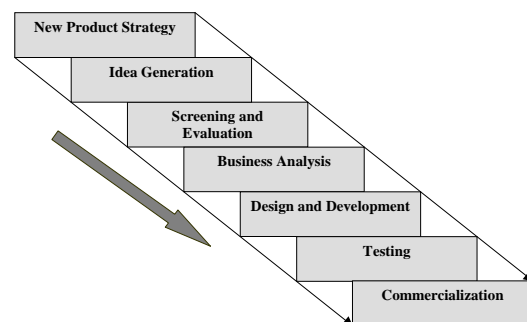 New Product Strategy
Idea Generation
Screening and
Evaluation
Business Analysis
Design and Development
Testing
Commercialization